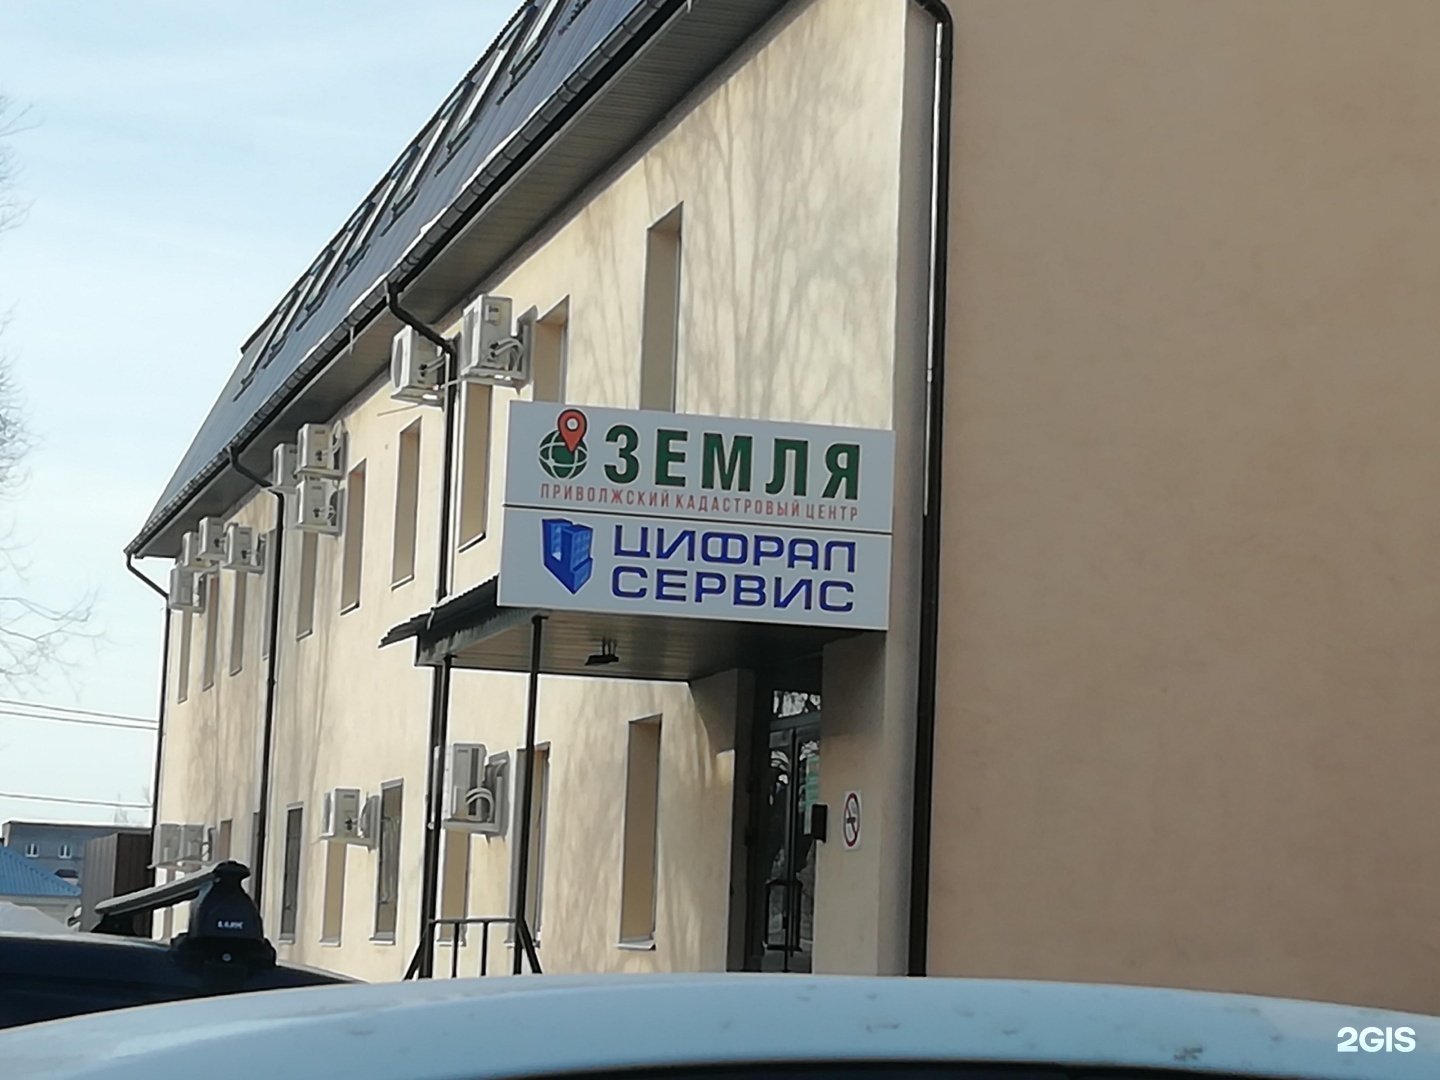 ЗЕМЛЯ
ПРИВОЛЖСКИЙ КАДАСТРОВЫЙ ЦЕНТР
ЦИФРАЛ
СЕРВИС
2GIS